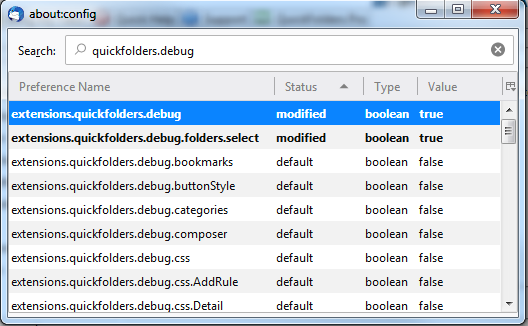 about:config
Search: quickfolders.debug
Preference Name Status Type Value
extensions.quickfolders.debug modified boolean true
extensions.quickfolders.debug.folders.select modified boolean true
extensions.quickfolders.debug.bookmarks default boolean false
extensions.quickfolders.debug.buttonStyle default boolean false
extensions.quickfolders.debug.categories default boolean false
extensions.quickfolders.debug.composer default boolean false
extensions.quickfolders.debug.css default boolean false
extensions.quickfolders.debug.css.AddRule default boolean false
extensions.quickfolders.debug.css.Detail default boolean false